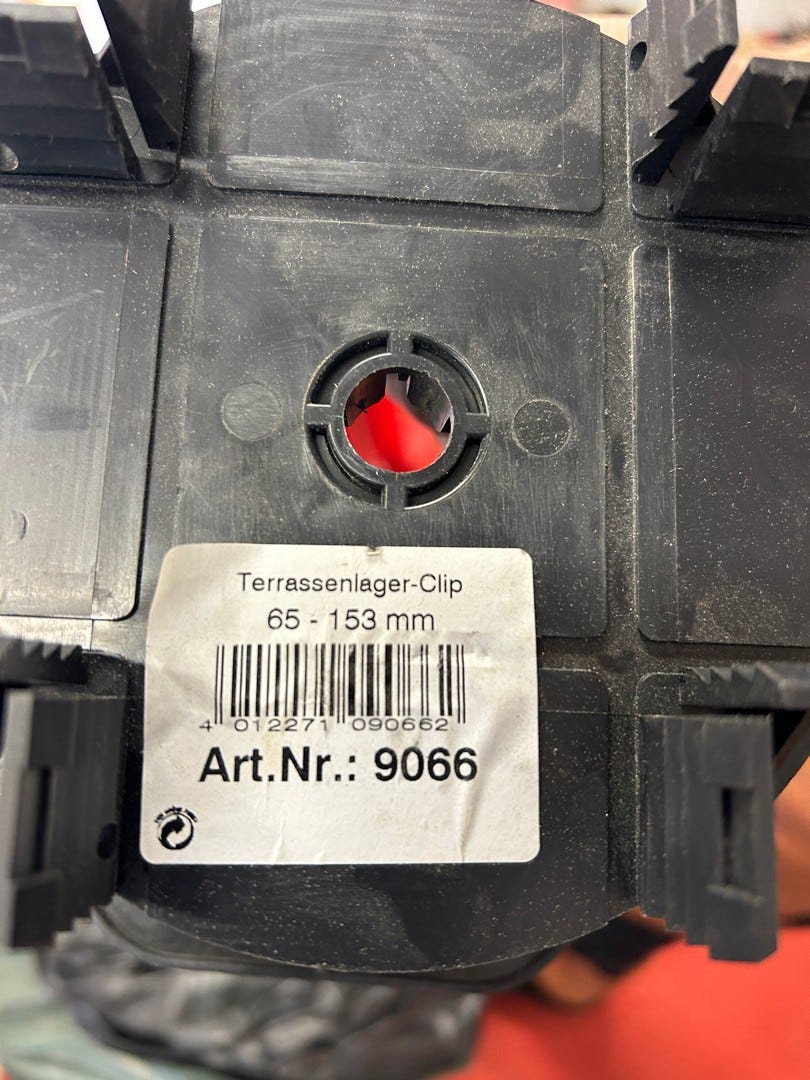 Terrassenlager-Clip
65 - 153 mm
4 012271 090662
Art.Nr.: 9066